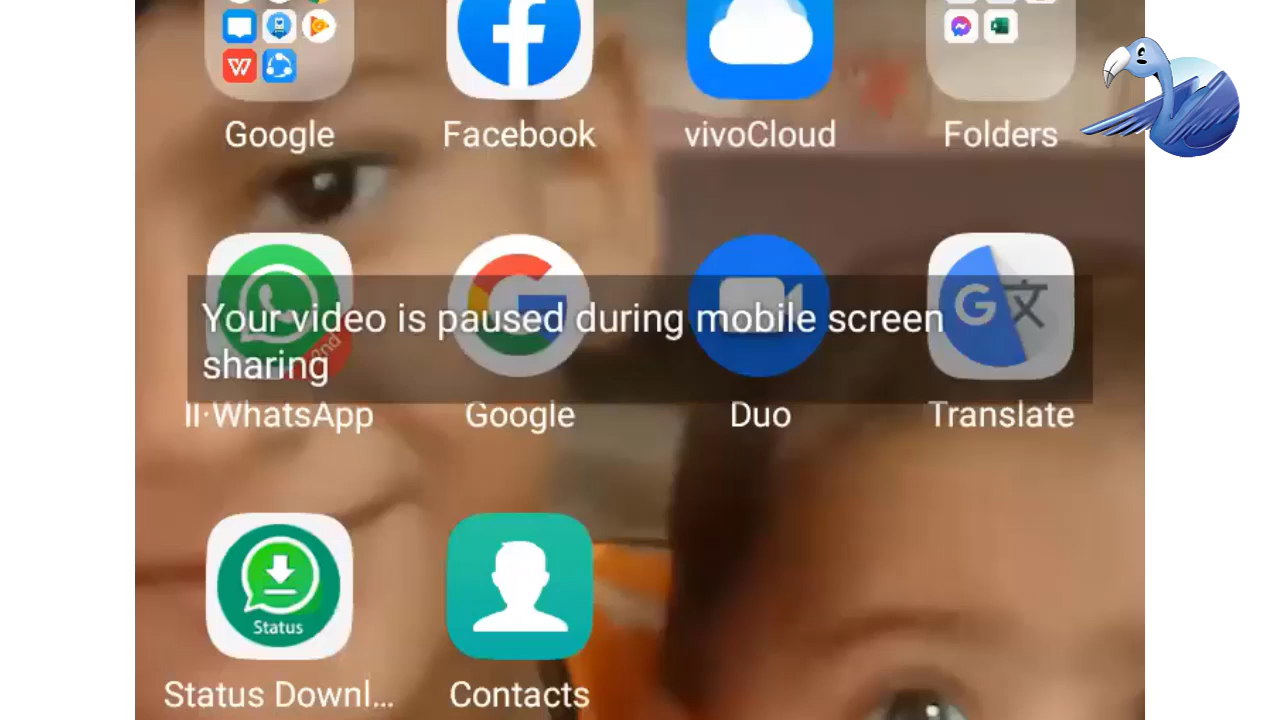 Google Facebook vivoCloud Folders
Your video is paused during mobile screen
sharing
2nd
II·WhatsApp Google Duo Translate
Status
Status Downl... Contacts